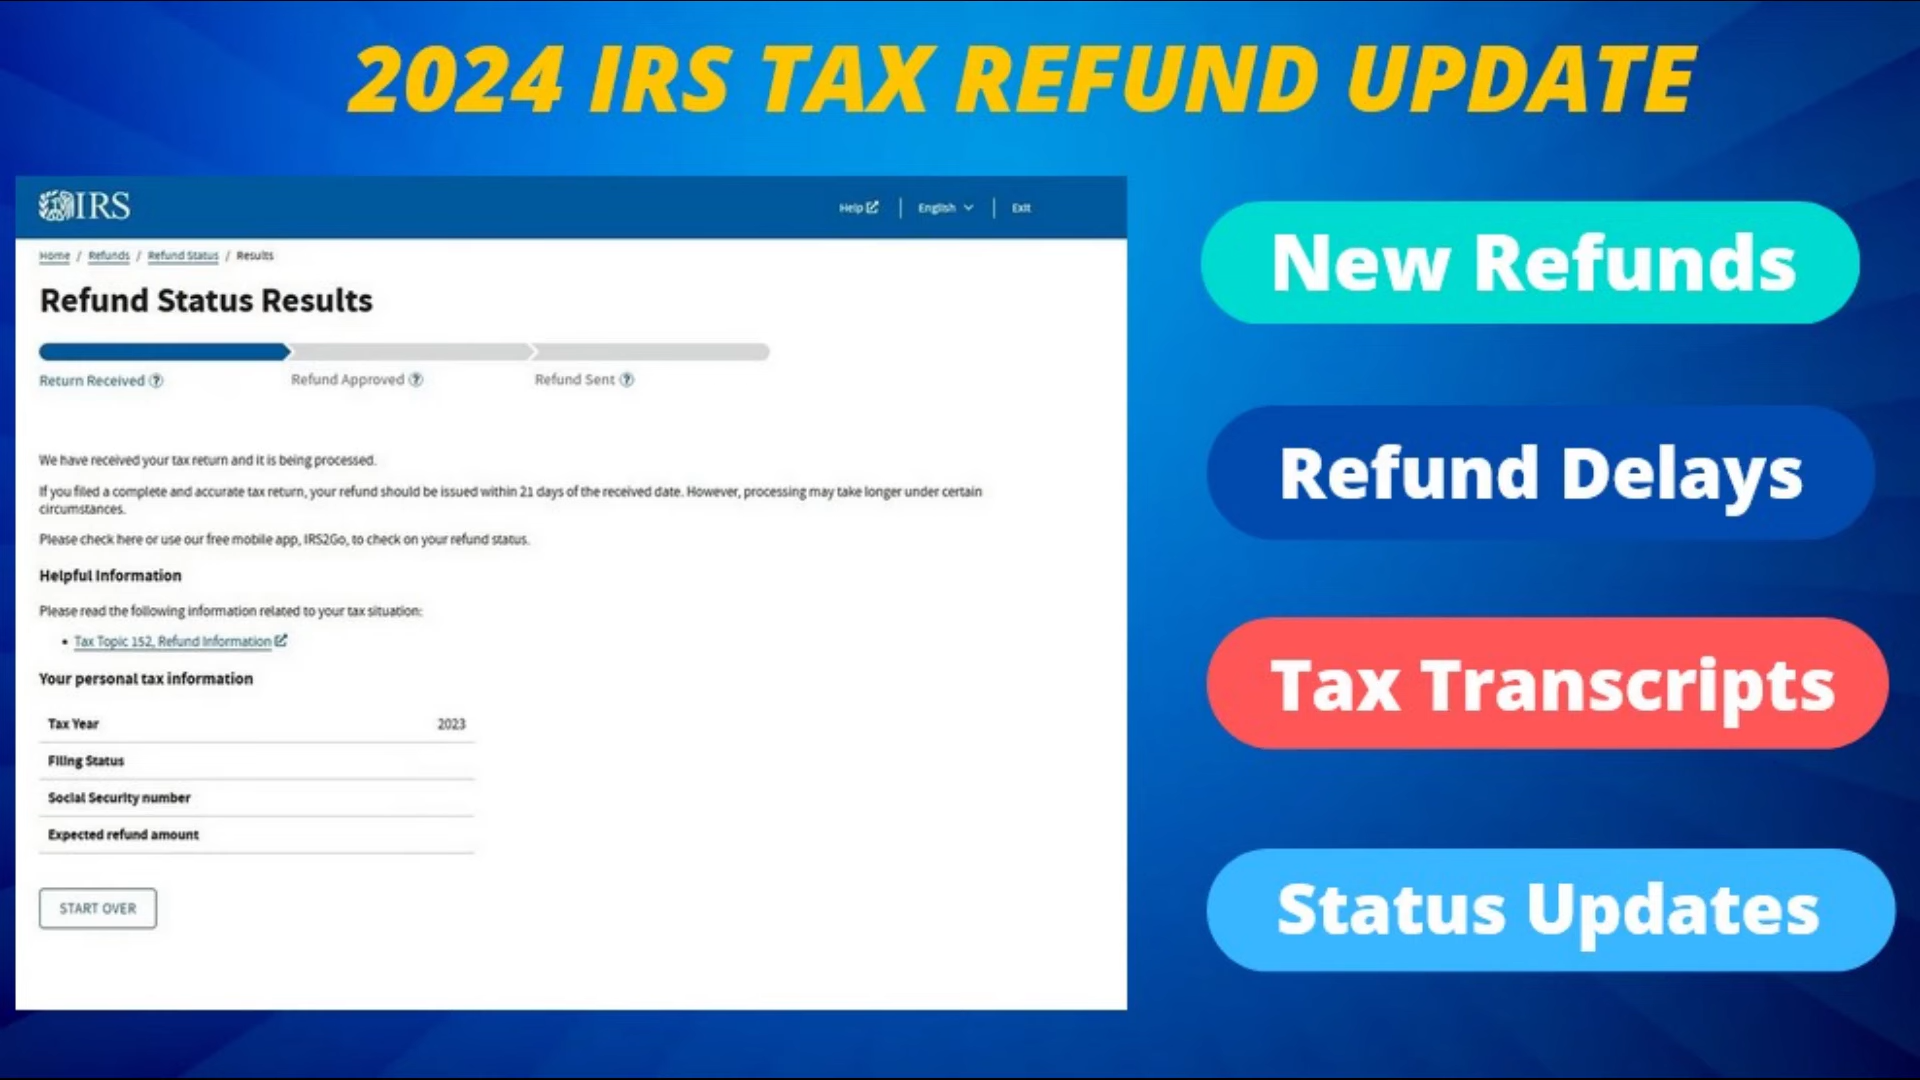 2024 IRS TAX REFUND UPDATE
IRS
Help | English | Exit
Home / Refunds / Refund Status / Results
Refund Status Results
Return Received ? Refund Approved ? Refund Sent ?
We have received your tax return and it is being processed.
If you filed a complete and accurate tax return, your refund should be issued within 21 days of the received date. However, processing may take longer under certain
circumstances.
Please check here or use our free mobile app, IRS2Go, to check on your refund status.
Helpful Information
Please read the following information related to your tax situation:
• Tax Topic 152, Refund Information
Your personal tax information
Tax Year 2023
Filing Status
Social Security number
Expected refund amount
START OVER
New Refunds
Refund Delays
Tax Transcripts
Status Updates